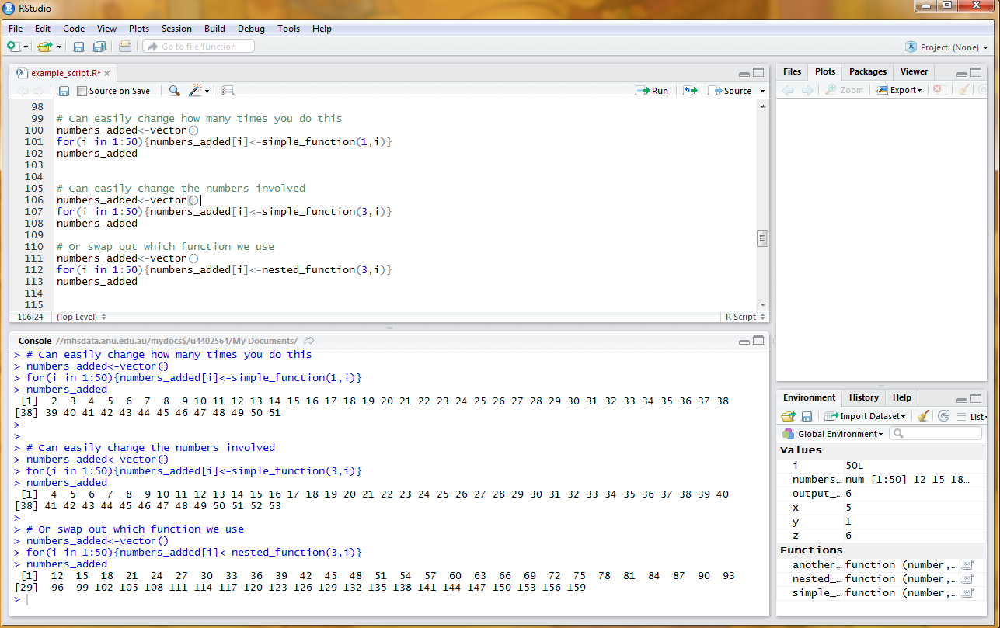 RStudio
File Edit Code View Plots Session Build Debug Tools Help
Go to file/function
Project: (None)
example_script.R*
Source on Save
Run
Source
98
99 # Can easily change how many times you do this
100 numbers_added<-vector()
101 for(i in 1:50){numbers_added[i]<-simple_function(1,i)}
102 numbers_added
103
104
105 # Can easily change the numbers involved
106 numbers_added<-vector()
107 for(i in 1:50){numbers_added[i]<-simple_function(3,i)}
108 numbers_added
109
110 # Or swap out which function we use
111 numbers_added<-vector()
112 for(i in 1:50){numbers_added[i]<-nested_function(3,i)}
113 numbers_added
114
115
106:24 (Top Level) R Script
Console //mhsdata.anu.edu.au/mydocs$/u4402564/My Documents/
> # Can easily change how many times you do this
> numbers_added<-vector()
> for(i in 1:50){numbers_added[i]<-simple_function(1,i)}
> numbers_added
[1] 2 3 4 5 6 7 8 9 10 11 12 13 14 15 16 17 18 19 20 21 22 23 24 25 26 27 28 29 30 31 32 33 34 35 36 37 38
[38] 39 40 41 42 43 44 45 46 47 48 49 50 51
>
>
> # Can easily change the numbers involved
> numbers_added<-vector()
> for(i in 1:50){numbers_added[i]<-simple_function(3,i)}
> numbers_added
[1] 4 5 6 7 8 9 10 11 12 13 14 15 16 17 18 19 20 21 22 23 24 25 26 27 28 29 30 31 32 33 34 35 36 37 38 39 40
[38] 41 42 43 44 45 46 47 48 49 50 51 52 53
>
> # Or swap out which function we use
> numbers_added<-vector()
> for(i in 1:50){numbers_added[i]<-nested_function(3,i)}
> numbers_added
[1] 12 15 18 21 24 27 30 33 36 39 42 45 48 51 54 57 60 63 66 69 72 75 78 81 84 87 90 93
[29] 96 99 102 105 108 111 114 117 120 123 126 129 132 135 138 141 144 147 150 153 156 159
>
Files Plots Packages Viewer
Zoom Export
Environment History Help
Import Dataset List
Global Environment
Values
i 50L
numbers… num [1:50] 12 15 18…
output_… 6
x 5
y 1
z 6
Functions
another… function (number,…
nested_… function (number,…
simple_… function (number,…